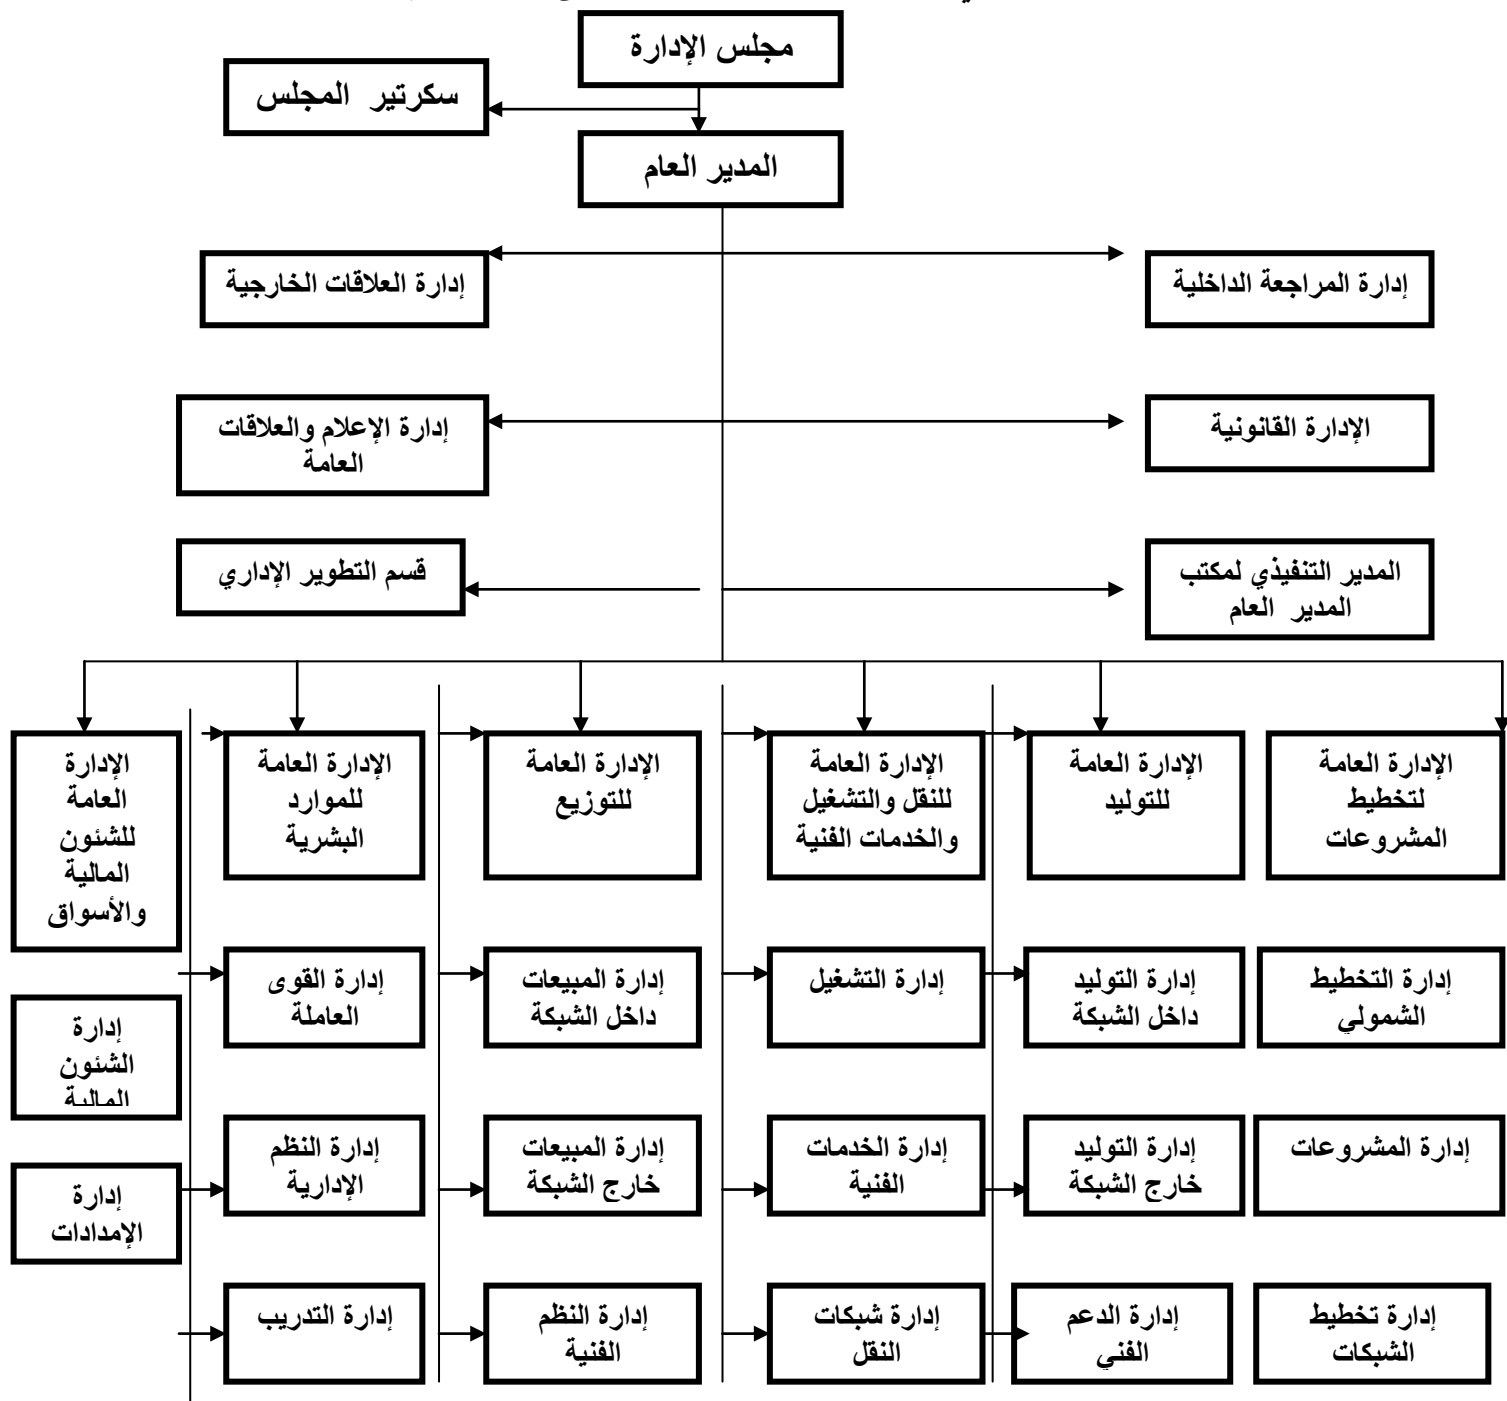 مجلس الإدارة
سكرتير المجلس
المدير العام
إدارة المراجعة الداخلية
إدارة العلاقات الخارجية
الإدارة القانونية
إدارة الإعلام والعلاقات
العامة
المدير التنفيذي لمكتب
المدير العام
قسم التطوير الإداري
الإدارة العامة
لتخطيط
المشروعات
الإدارة العامة
للتوليد
الإدارة العامة
للنقل والتشغيل
والخدمات الفنية
الإدارة العامة
للتوزيع
الإدارة العامة
للموارد
البشرية
الإدارة
العامة
للشئون
المالية
والأسواق
إدارة التخطيط
الشمولي
إدارة التوليد
داخل الشبكة
إدارة التشغيل
إدارة المبيعات
داخل الشبكة
إدارة القوى
العاملة
إدارة
الشئون
المالية
إدارة المشروعات
إدارة التوليد
خارج الشبكة
إدارة الخدمات
الفنية
إدارة المبيعات
خارج الشبكة
إدارة النظم
الإدارية
إدارة
الإمدادات
إدارة تخطيط
الشبكات
إدارة الدعم
الفني
إدارة شبكات
النقل
إدارة النظم
الفنية
إدارة التدريب